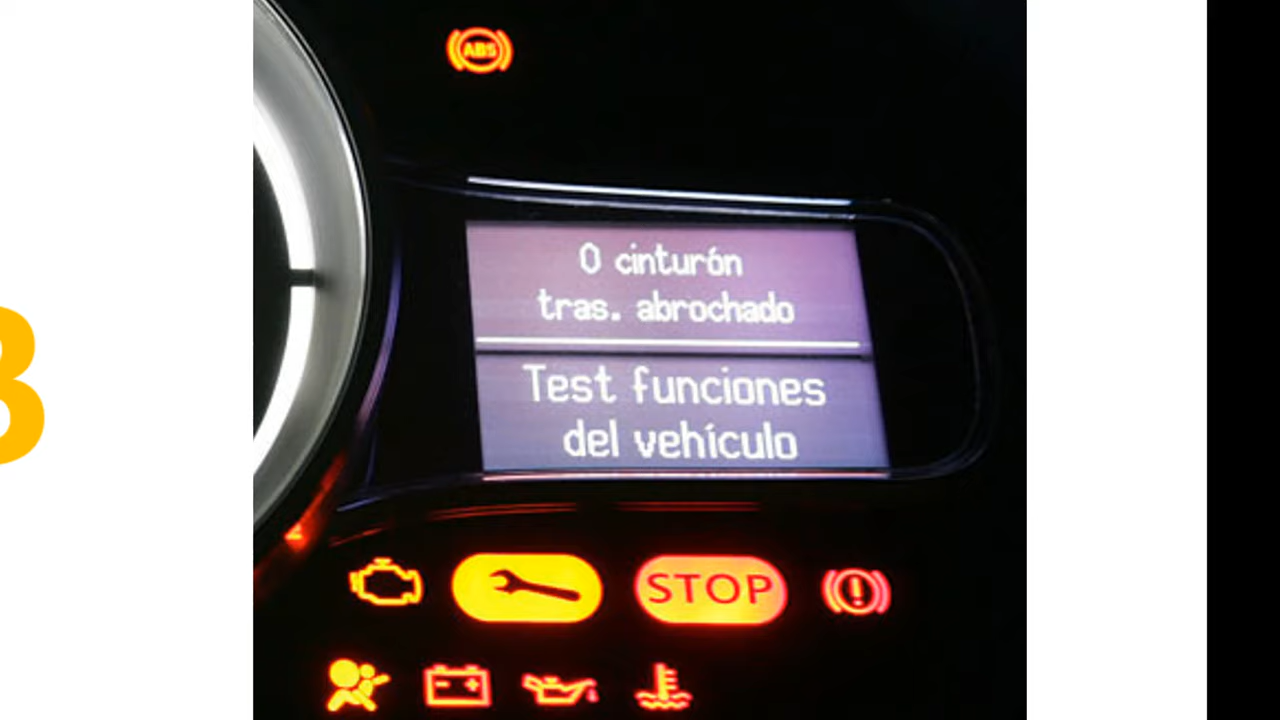 ABS
0 cinturón
tras. abrochado
Test funciones
del vehículo
STOP